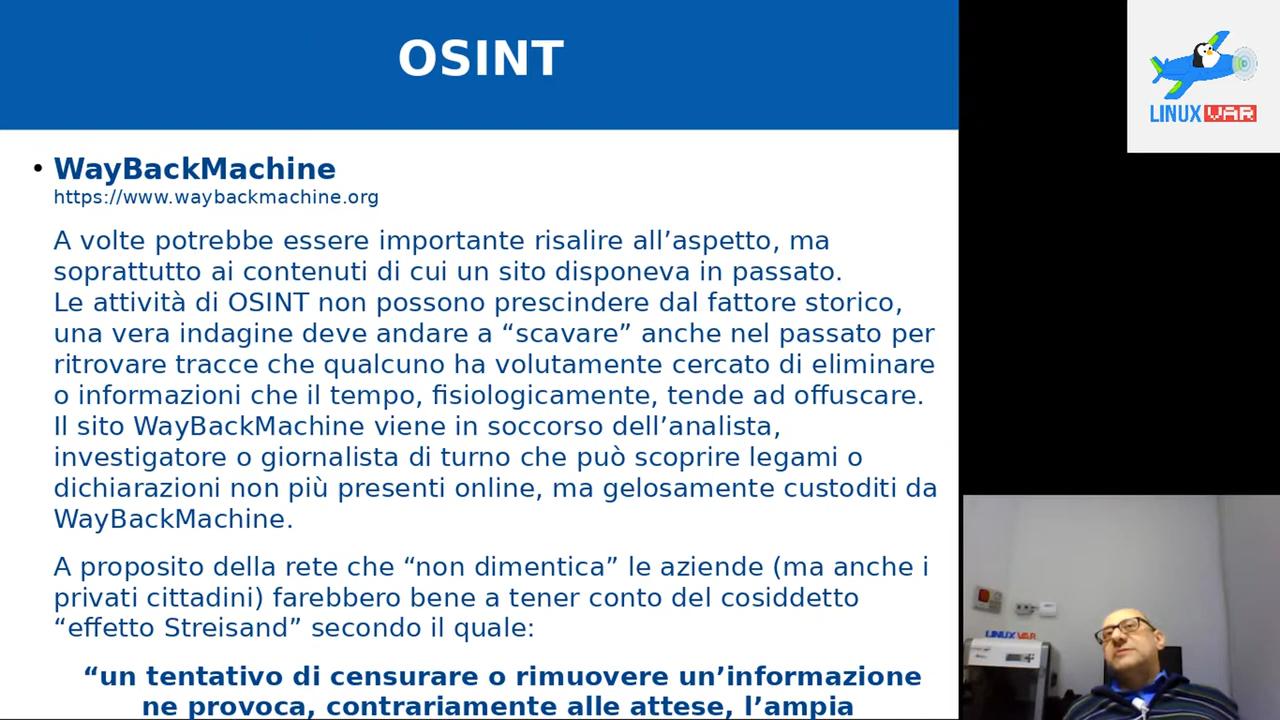 OSINT
LINUX VAR
• WayBackMachine
https://www.waybackmachine.org
A volte potrebbe essere importante risalire all’aspetto, ma
soprattutto ai contenuti di cui un sito disponeva in passato.
Le attività di OSINT non possono prescindere dal fattore storico,
una vera indagine deve andare a “scavare” anche nel passato per
ritrovare tracce che qualcuno ha volutamente cercato di eliminare
o informazioni che il tempo, fisiologicamente, tende ad offuscare.
Il sito WayBackMachine viene in soccorso dell’analista,
investigatore o giornalista di turno che può scoprire legami o
dichiarazioni non più presenti online, ma gelosamente custoditi da
WayBackMachine.
A proposito della rete che “non dimentica” le aziende (ma anche i
privati cittadini) farebbero bene a tener conto del cosiddetto
“effetto Streisand” secondo il quale:
“un tentativo di censurare o rimuovere un’informazione
ne provoca, contrariamente alle attese, l’ampia
LINUX VAR